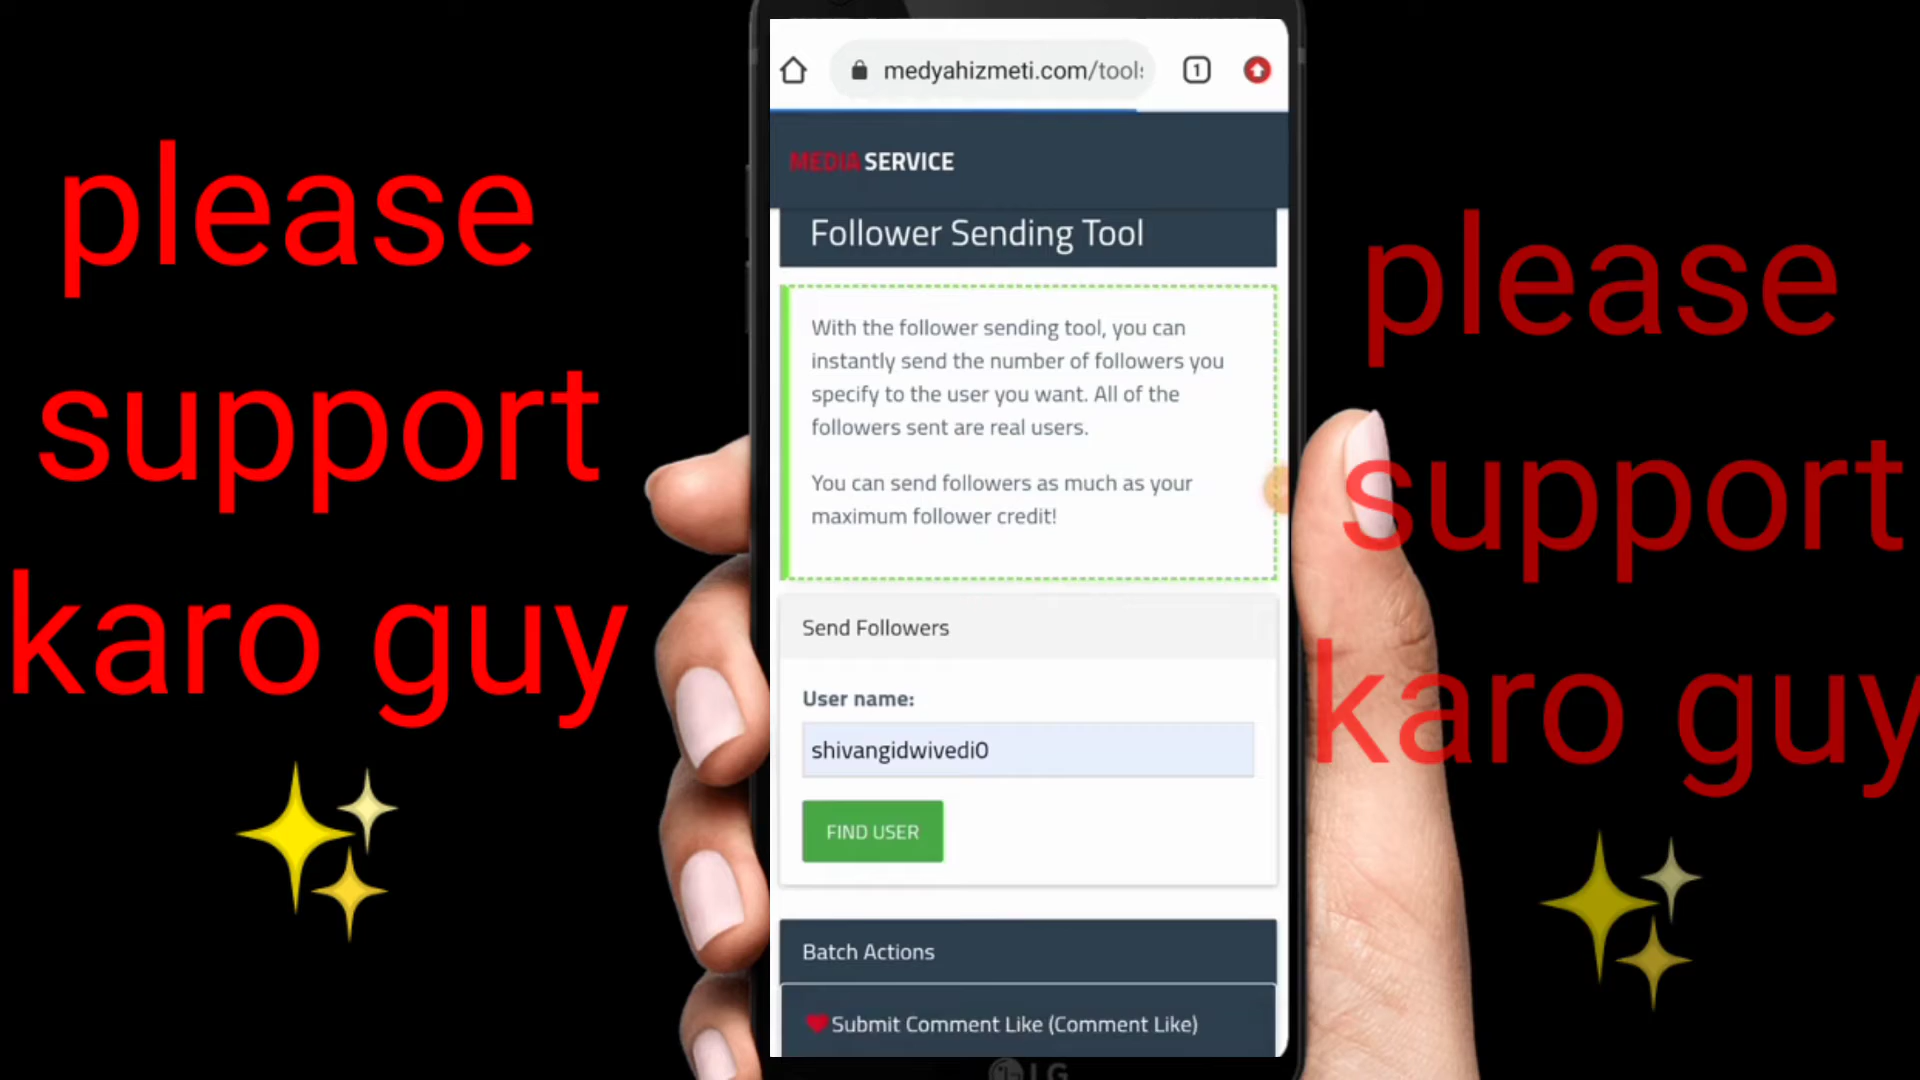 please
support
karo guy
medyahizmeti.com/tool
1
MEDIA SERVICE
Follower Sending Tool
With the follower sending tool, you can
instantly send the number of followers you
specify to the user you want. All of the
followers sent are real users.
You can send followers as much as your
maximum follower credit!
Send Followers
User name:
shivangidwivedi0
FIND USER
Batch Actions
Submit Comment Like (Comment Like)
LG
please
support
karo guy